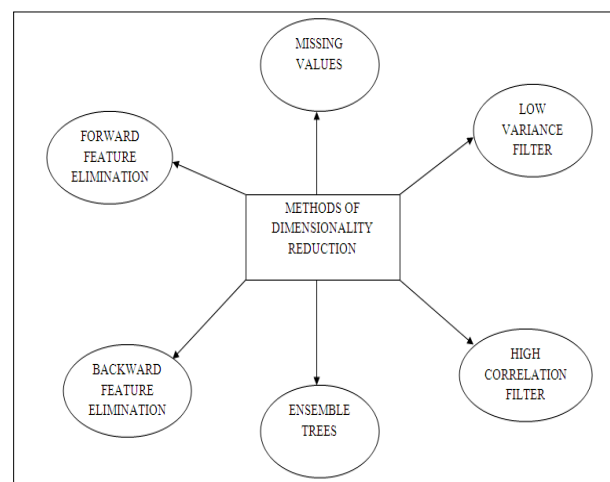 MISSING
VALUES
LOW
VARIANCE
FILTER
FORWARD
FEATURE
ELIMINATION
METHODS OF
DIMENSIONALITY
REDUCTION
BACKWARD
FEATURE
ELIMINATION
ENSEMBLE
TREES
HIGH
CORRELATION
FILTER